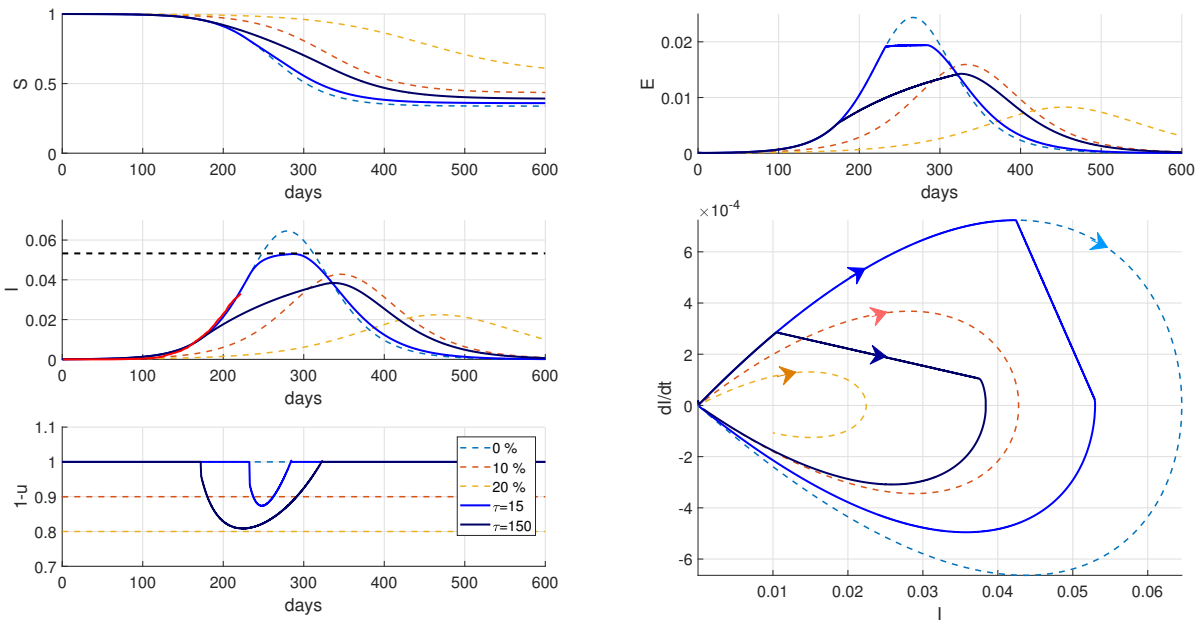 1
0.5
0
S
0 100 200 300 400 500 600
days
0.02
0.01
0
E
0 100 200 300 400 500 600
days
0.06
0.04
0.02
0
I
0 100 200 300 400 500 600
days
×10⁻⁴
6
4
2
0
-2
-4
-6
dI/dt
0.01 0.02 0.03 0.04 0.05 0.06
I
1.1
1
0.9
0.8
0.7
1-u
0 %
10 %
20 %
τ=15
τ=150
0 100 200 300 400 500 600
days